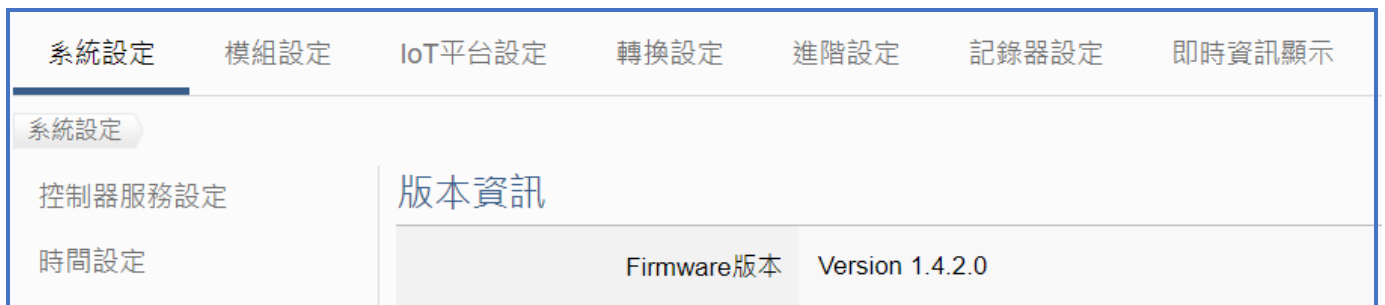 系統設定 模組設定 IoT平台設定 轉換設定 進階設定 記錄器設定 即時資訊顯示
系統設定
控制器服務設定
時間設定
版本資訊
Firmware版本 Version 1.4.2.0